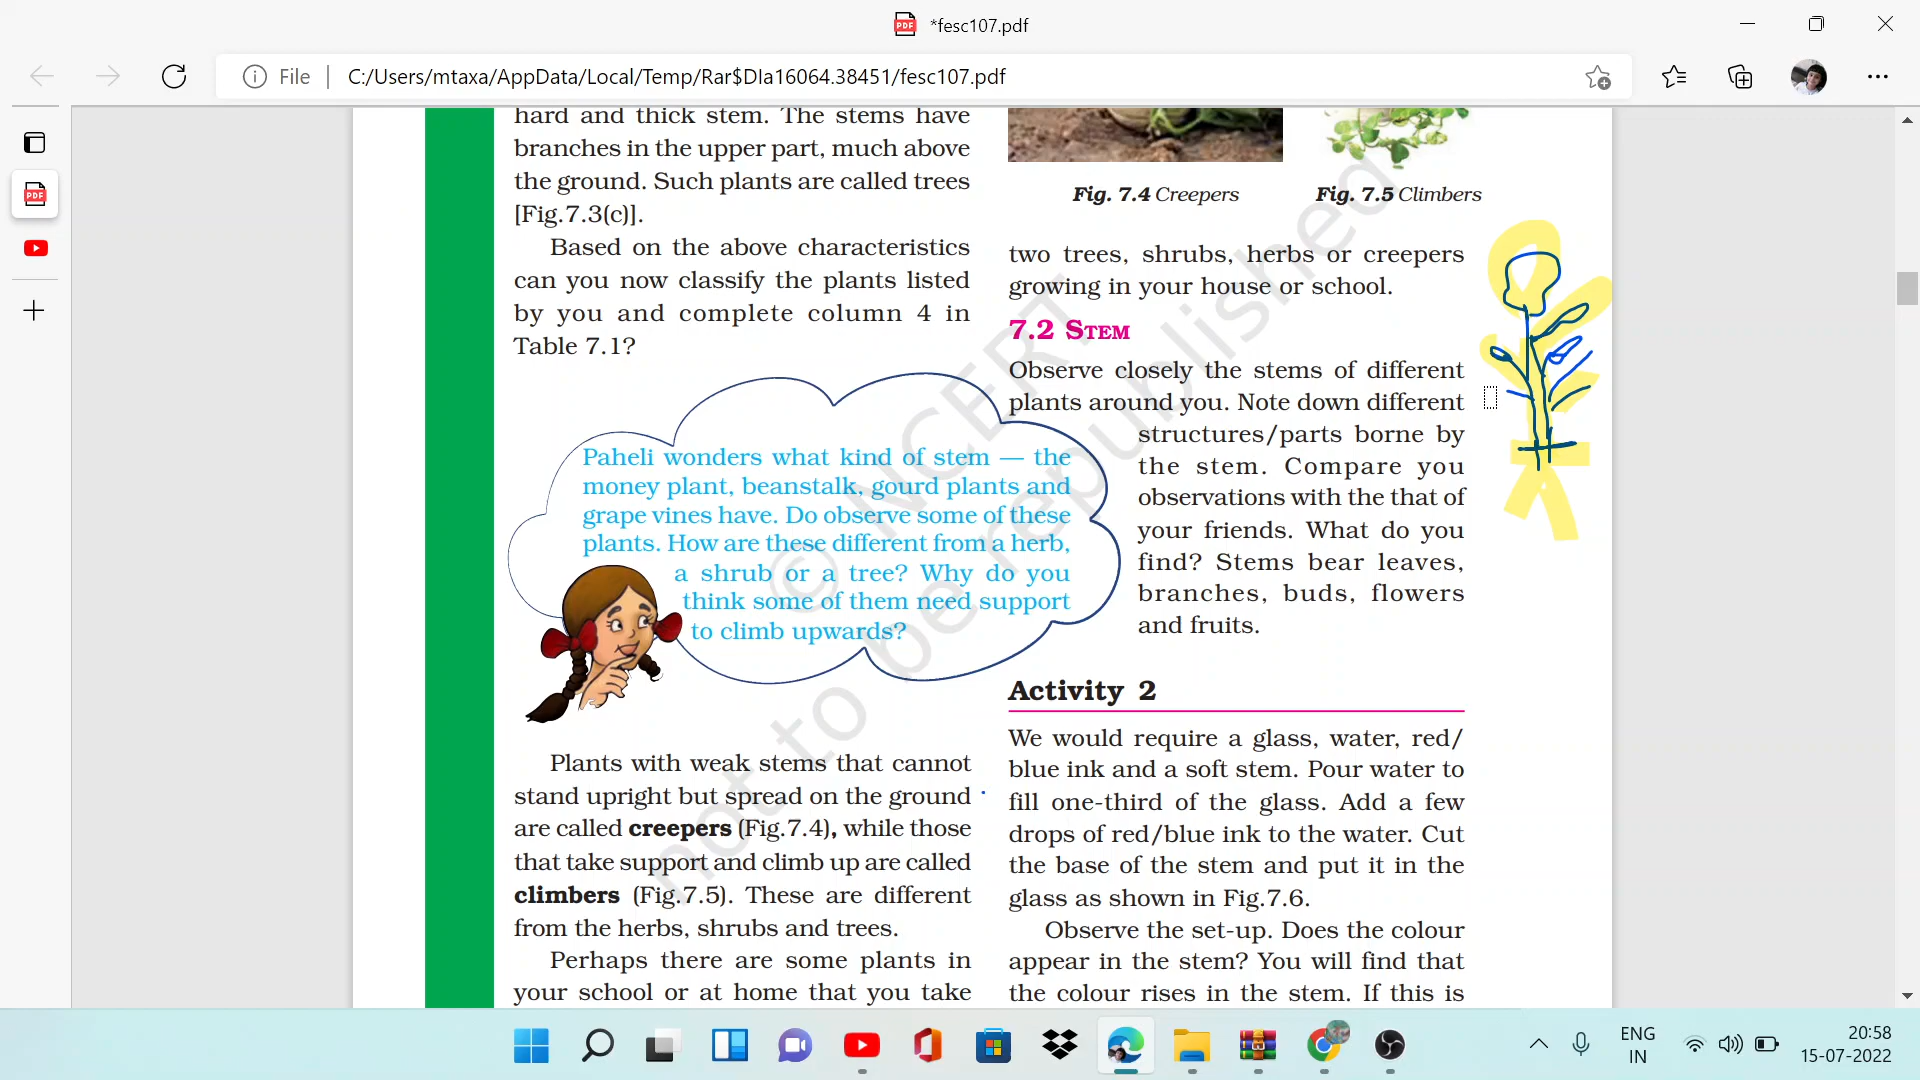 *fesc107.pdf
File
C:/Users/mtaxa/AppData/Local/Temp/Rar$DIa16064.38451/fesc107.pdf
hard and thick stem. The stems have
branches in the upper part, much above
the ground. Such plants are called trees
[Fig.7.3(c)].
Based on the above characteristics
can you now classify the plants listed
by you and complete column 4 in
Table 7.1?
Paheli wonders what kind of stem — the
money plant, beanstalk, gourd plants and
grape vines have. Do observe some of these
plants. How are these different from a herb,
a shrub or a tree? Why do you
think some of them need support
to climb upwards?
Plants with weak stems that cannot
stand upright but spread on the ground
are called creepers (Fig.7.4), while those
that take support and climb up are called
climbers (Fig.7.5). These are different
from the herbs, shrubs and trees.
Perhaps there are some plants in
your school or at home that you take
Fig. 7.4 Creepers
Fig. 7.5 Climbers
two trees, shrubs, herbs or creepers
growing in your house or school.
7.2 STEM
Observe closely the stems of different
plants around you. Note down different
structures/parts borne by
the stem. Compare you
observations with the that of
your friends. What do you
find? Stems bear leaves,
branches, buds, flowers
and fruits.
Activity 2
We would require a glass, water, red/
blue ink and a soft stem. Pour water to
fill one-third of the glass. Add a few
drops of red/blue ink to the water. Cut
the base of the stem and put it in the
glass as shown in Fig.7.6.
Observe the set-up. Does the colour
appear in the stem? You will find that
the colour rises in the stem. If this is
© NCERT
not to be republished
ENG
IN
20:58
15-07-2022